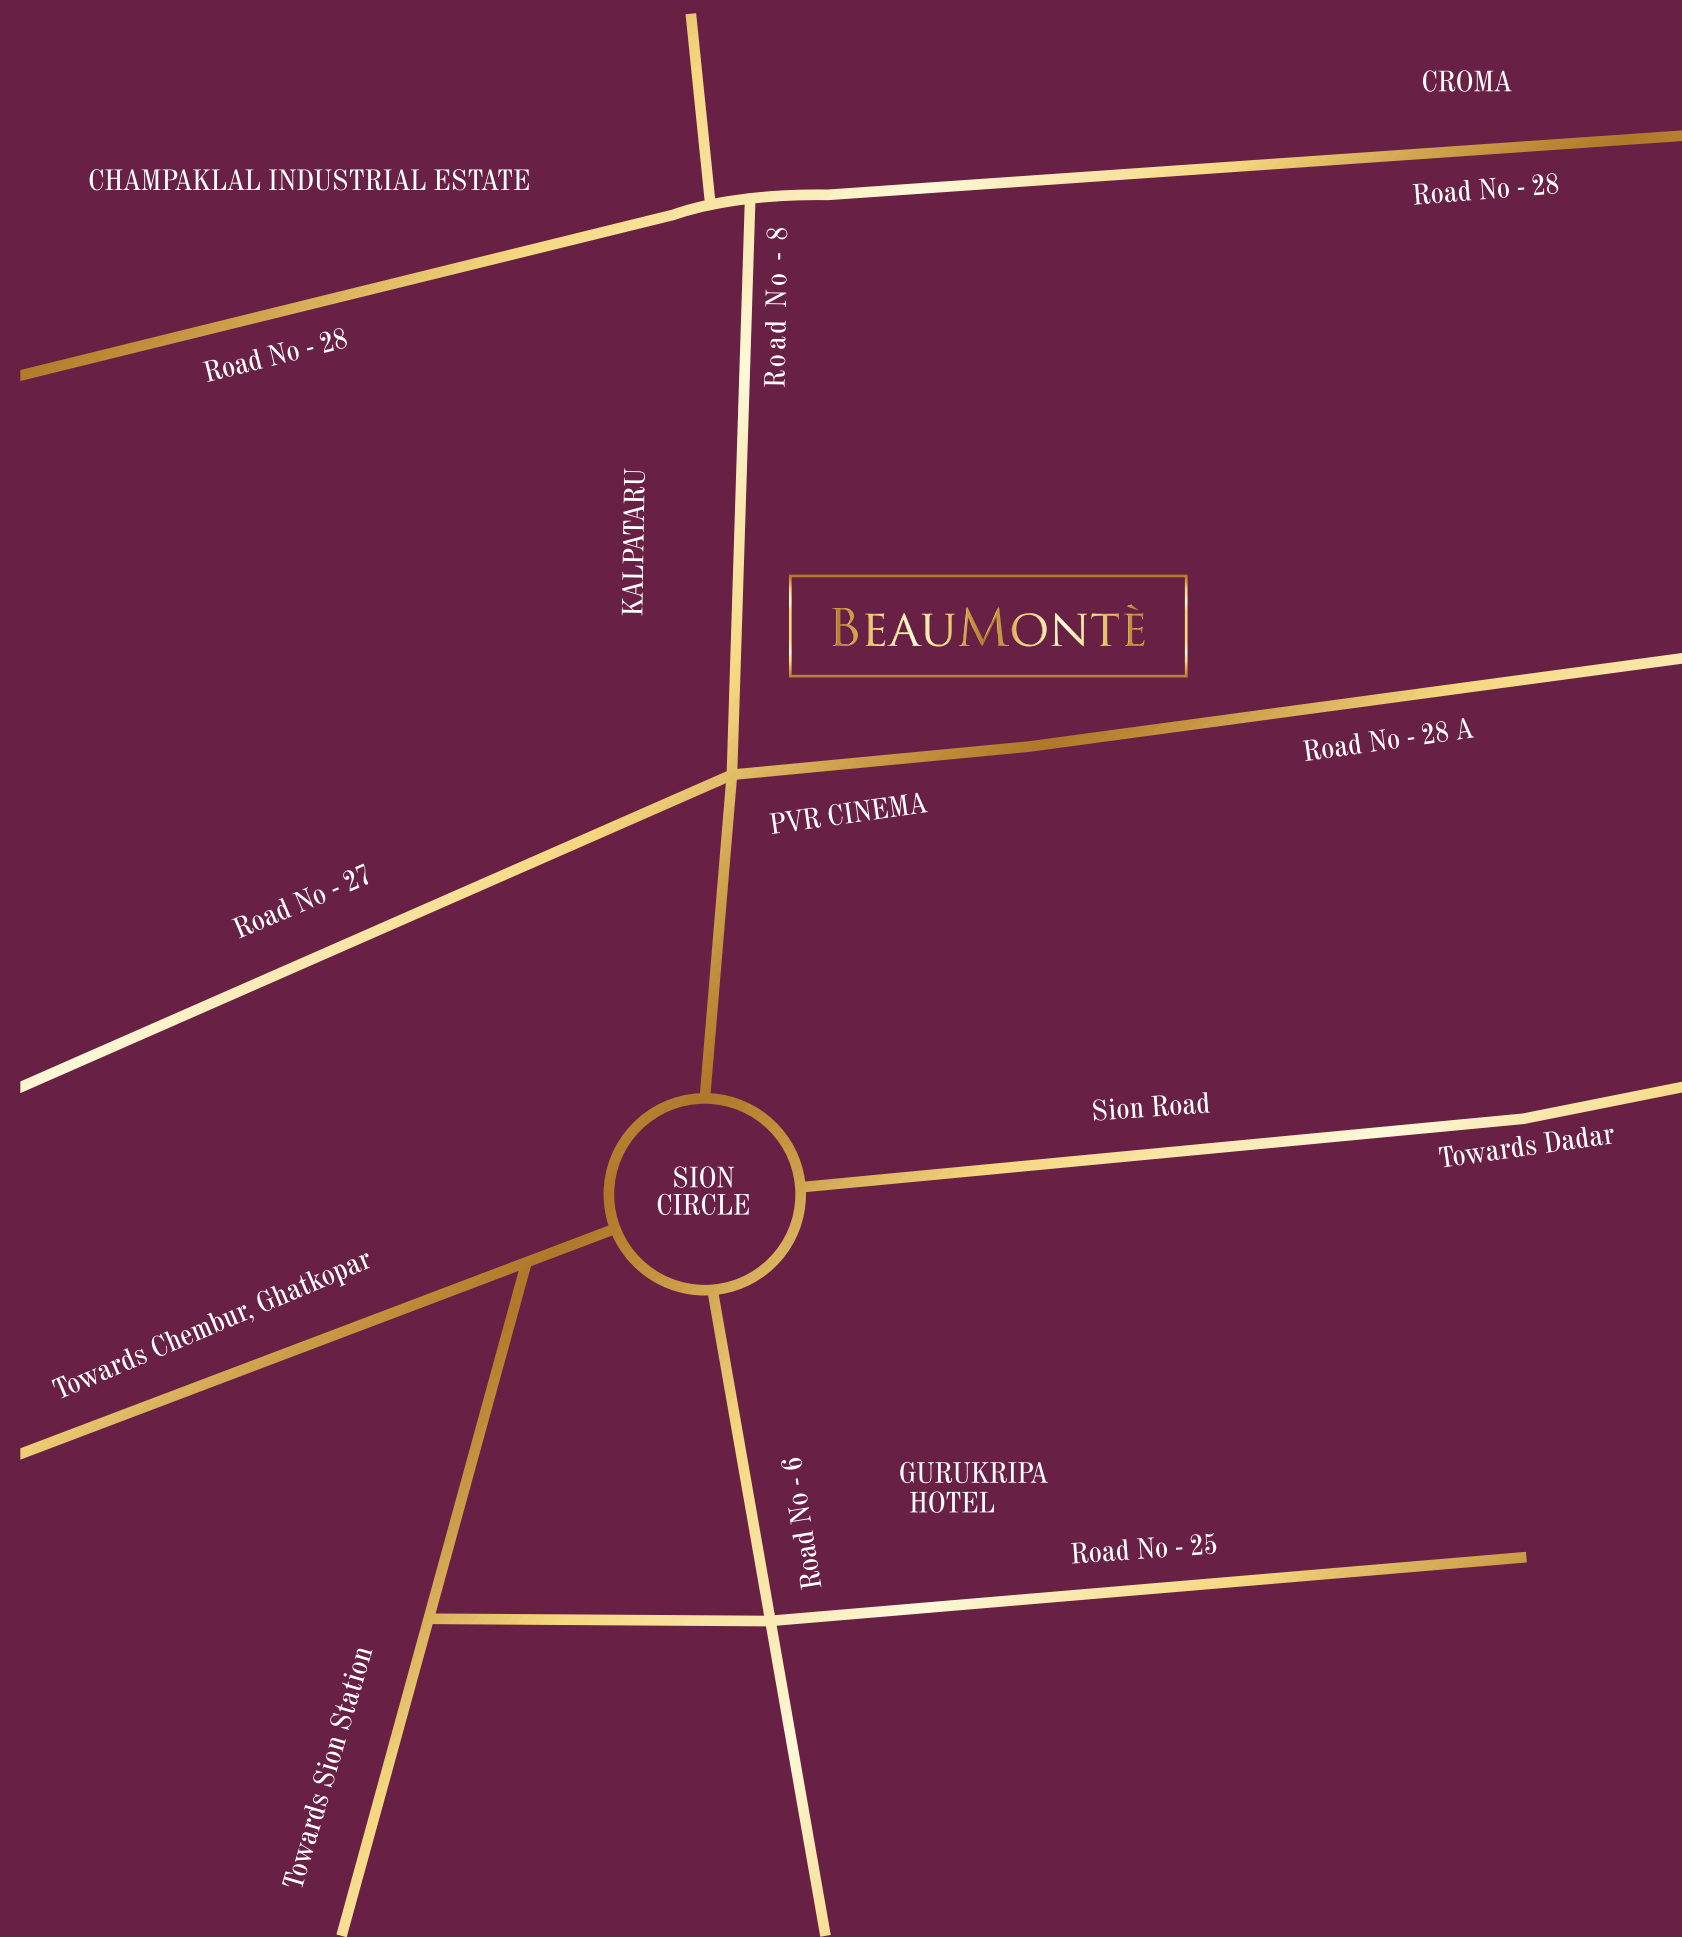 CROMA
CHAMPAKLAL INDUSTRIAL ESTATE
Road No - 28
Road No - 8
Road No - 28
KALPATARU
BEAUMONTÈ
Road No - 28 A
PVR CINEMA
Road No - 27
Sion Road
Towards Dadar
SION
CIRCLE
Towards Chembur, Ghatkopar
GURUKRIPA
HOTEL
Road No - 6
Road No - 25
Towards Sion Station